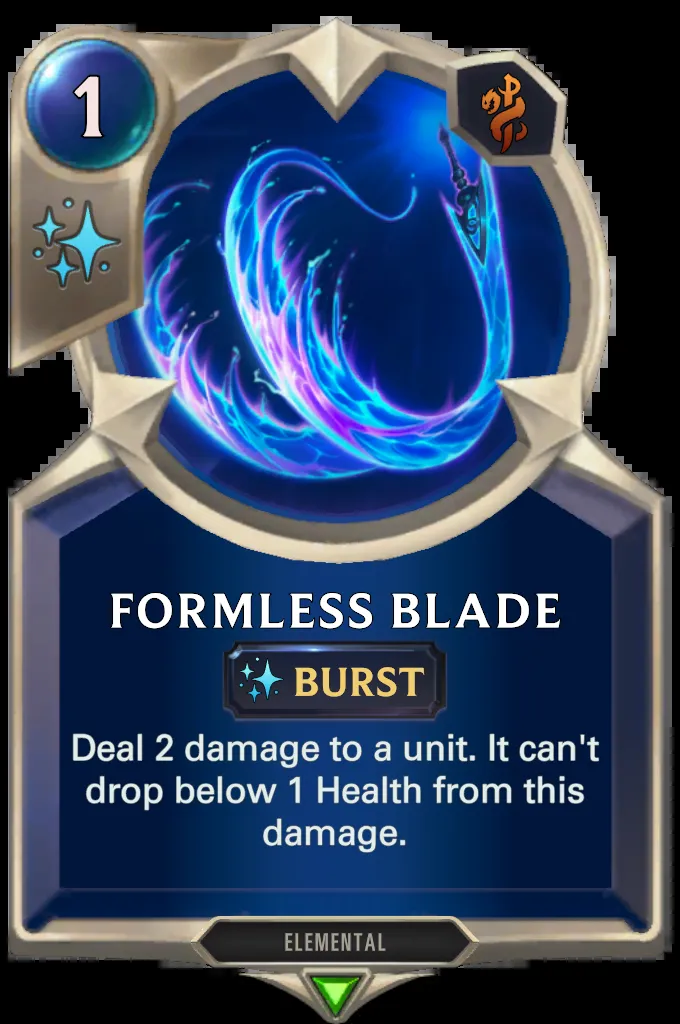 1
FORMLESS BLADE
BURST
Deal 2 damage to a unit. It can't
drop below 1 Health from this
damage.
ELEMENTAL